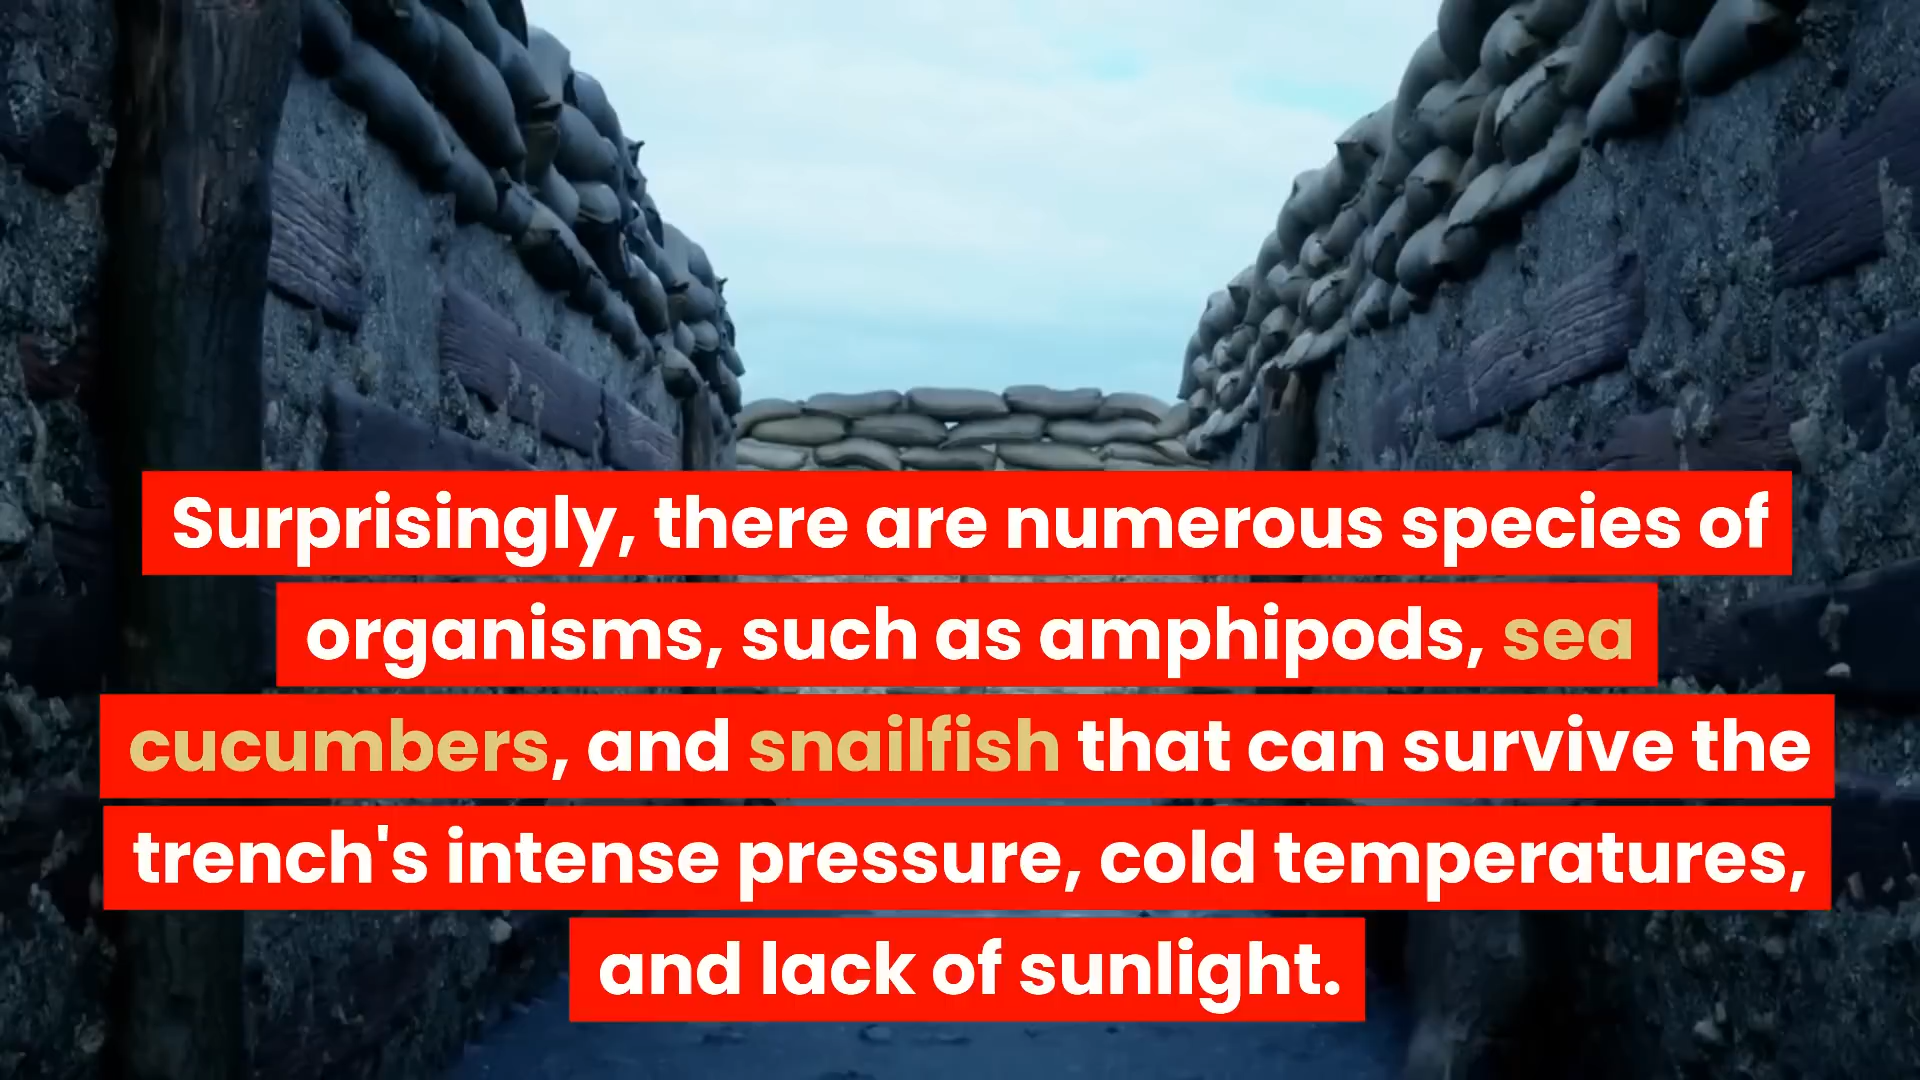 Surprisingly, there are numerous species of
organisms, such as amphipods, sea
cucumbers, and snailfish that can survive the
trench's intense pressure, cold temperatures,
and lack of sunlight.